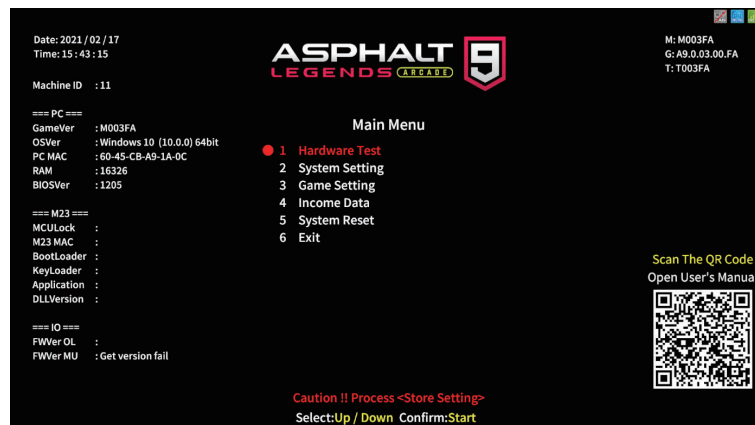 Date: 2021 / 02 / 17
Time: 15 : 43 : 15
Machine ID : 11
=== PC ===
GameVer : M003FA
OSVer : Windows 10 (10.0.0) 64bit
PC MAC : 60-45-CB-A9-1A-0C
RAM : 16326
BIOSVer : 1205
=== M23 ===
MCULock :
M23 MAC :
BootLoader :
KeyLoader :
Application :
DLLVersion :
=== IO ===
FWVer OL :
FWVer MU : Get version fail
ASPHALT 9
LEGENDS ARCADE
Main Menu
1 Hardware Test
2 System Setting
3 Game Setting
4 Income Data
5 System Reset
6 Exit
Caution !! Process <Store Setting>
Select:Up / Down Confirm:Start
M: M003FA
G: A9.0.03.00.FA
T: T003FA
Scan The QR Code
Open User's Manua